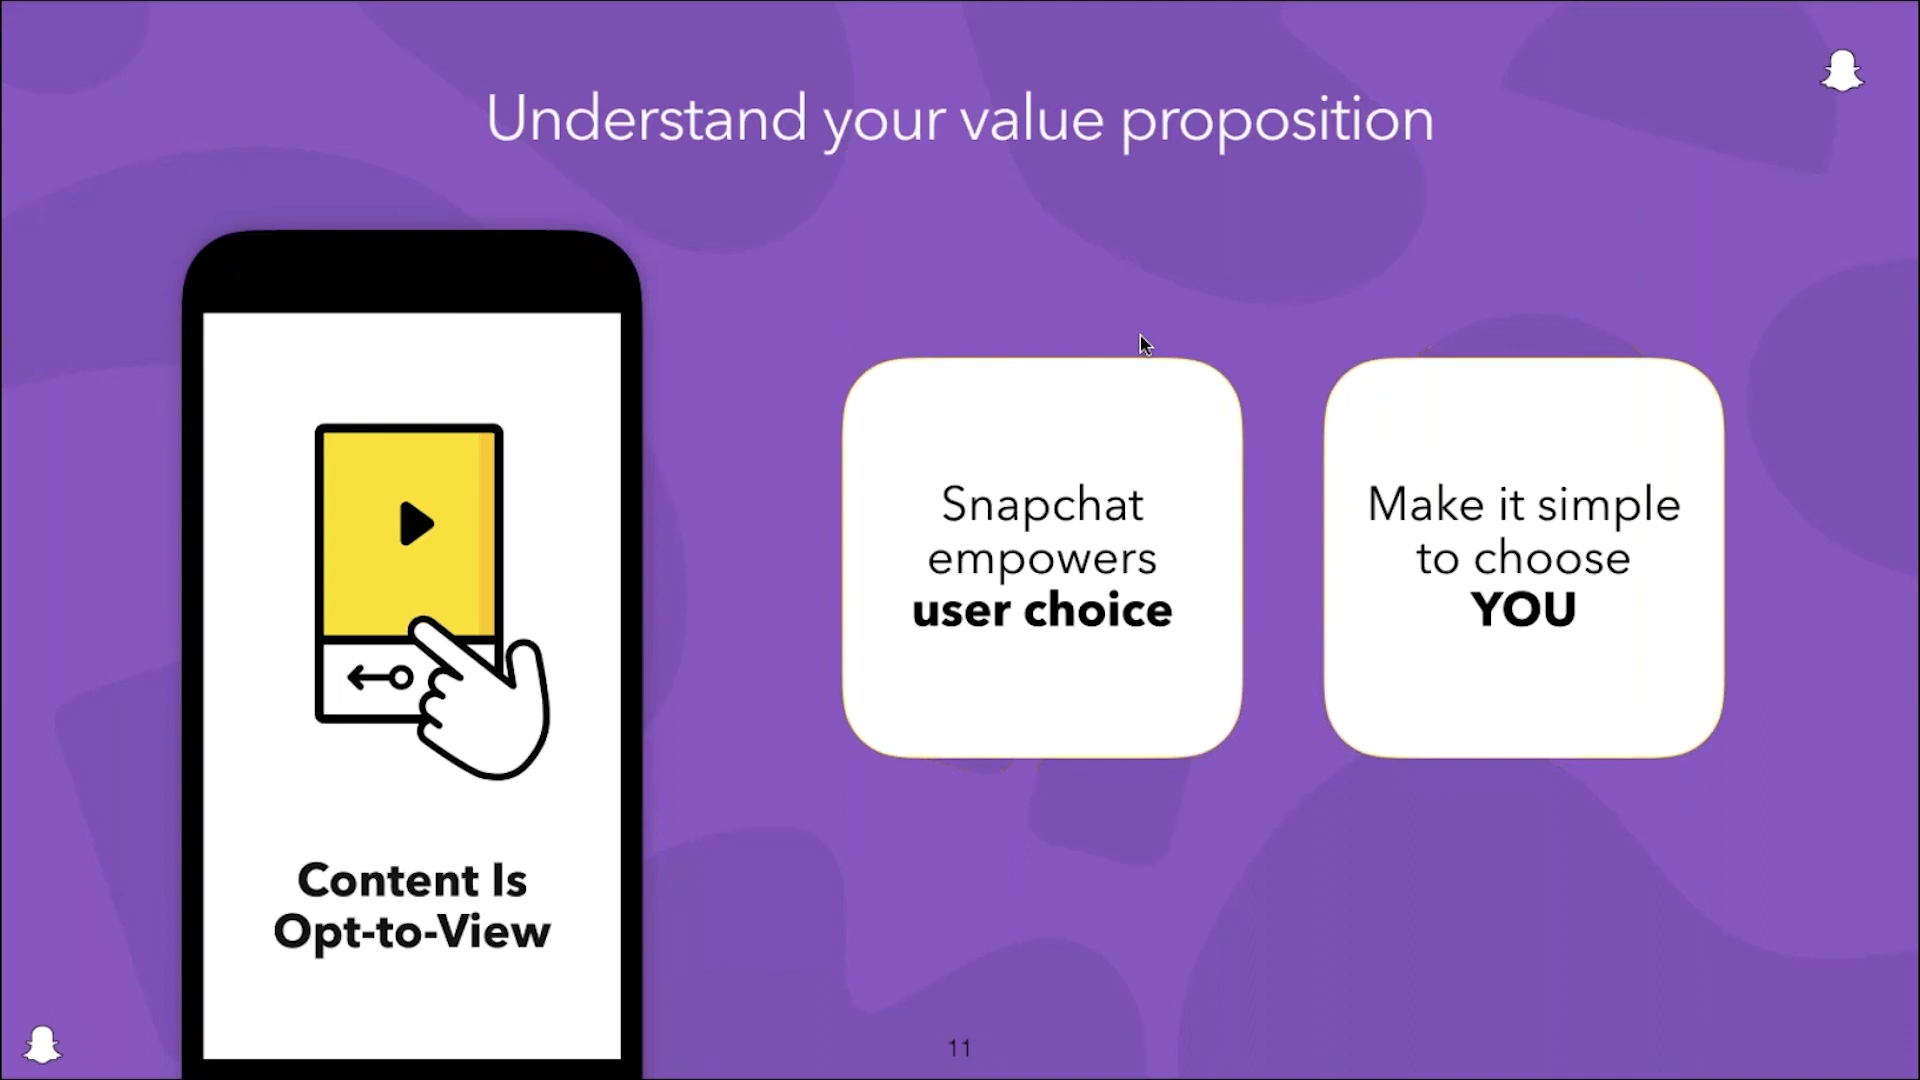 Understand your value proposition
Content Is
Opt-to-View
Snapchat
empowers
user choice
Make it simple
to choose
YOU
11